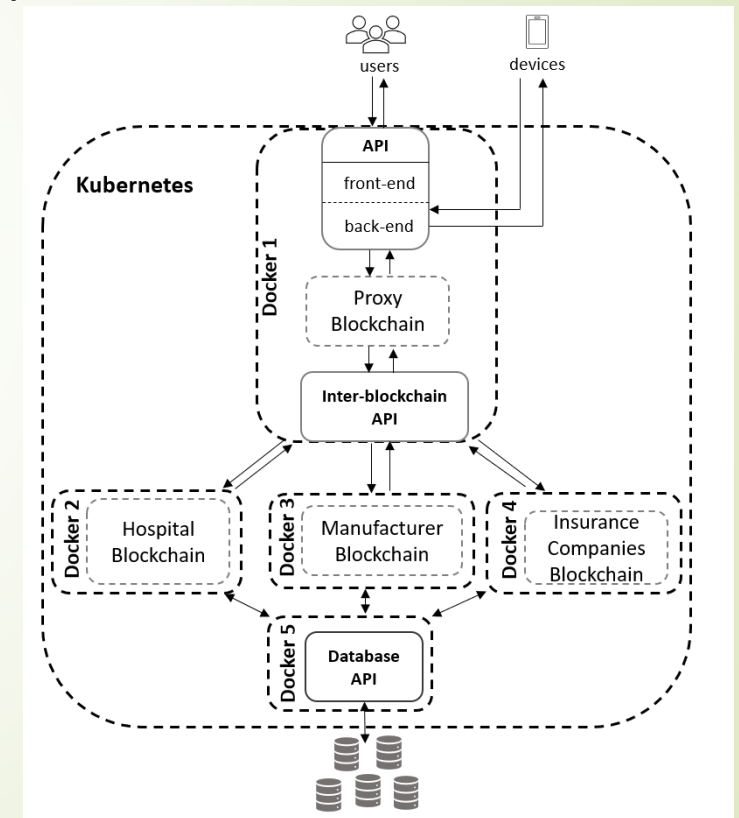 users
devices
API
Kubernetes
front-end
back-end
Docker 1
Proxy
Blockchain
Inter-blockchain
API
Docker 2
Hospital
Blockchain
Docker 3
Manufacturer
Blockchain
Docker 4
Insurance
Companies
Blockchain
Docker 5
Database
API